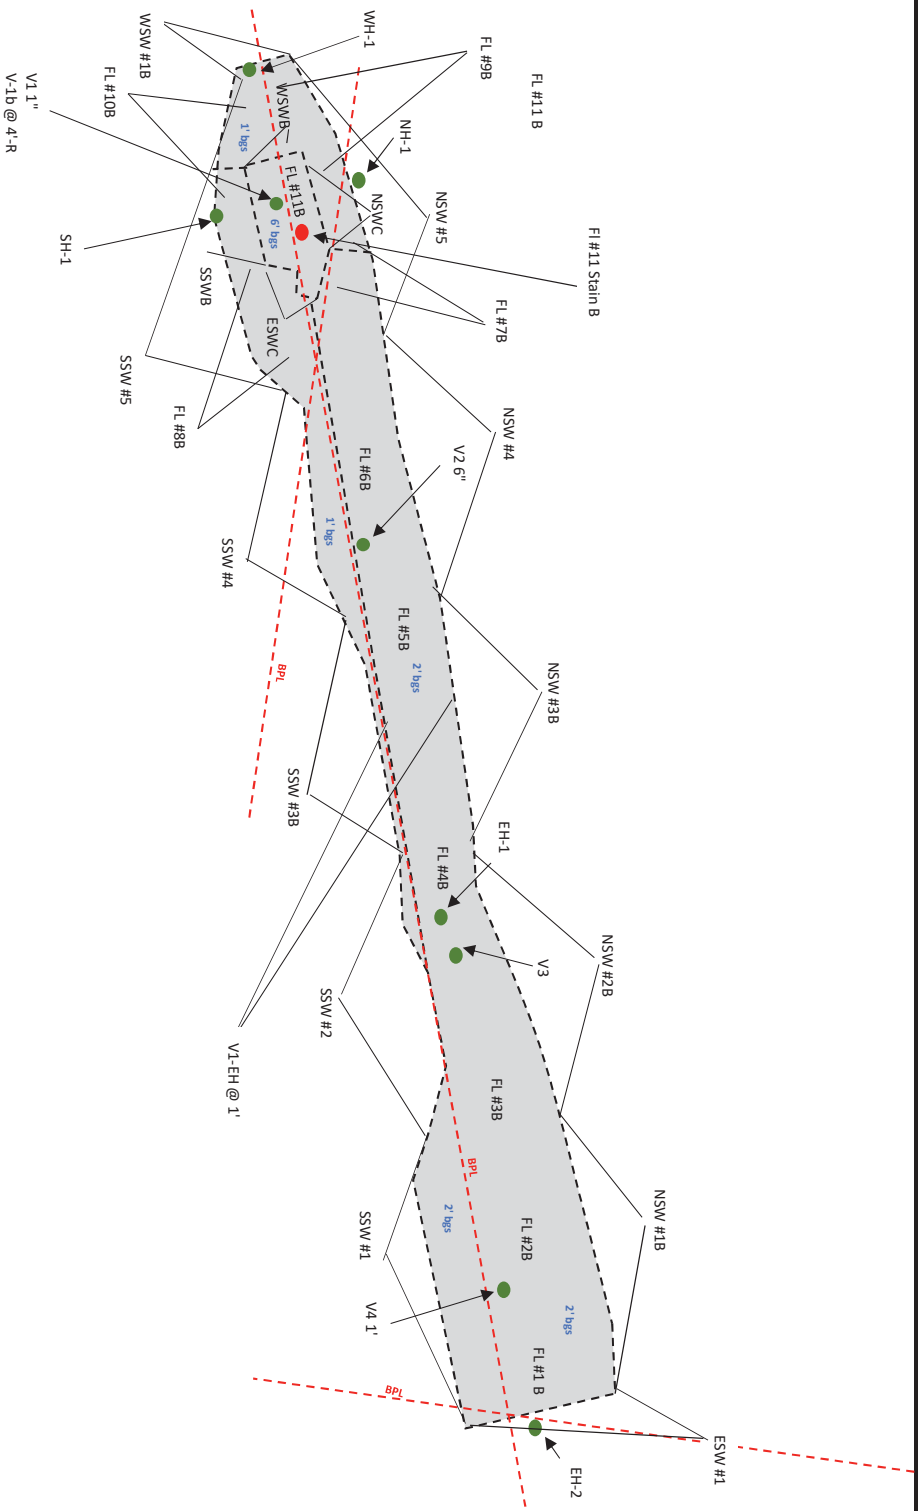 WSW #1B
WH-1
FL #9B
FL #11 B
V1 1"
V-1b @ 4'-R
FL #10B
WSWB
1' bgs
NH-1
FL #11B
NSWC
NSW #5
FI #11 Stain B
6' bgs
SH-1
SSWB
ESWC
FL #7B
SSW #5
FL #8B
NSW #4
FL #6B
V2 6"
1' bgs
SSW #4
FL #5B
2' bgs
NSW #3B
BPL
SSW #3B
EH-1
FL #4B
V3
NSW #2B
SSW #2
V1-EH @ 1'
FL #3B
BPL
NSW #1B
SSW #1
2' bgs
FL #2B
V4 1'
2' bgs
FL #1 B
BPL
ESW #1
EH-2